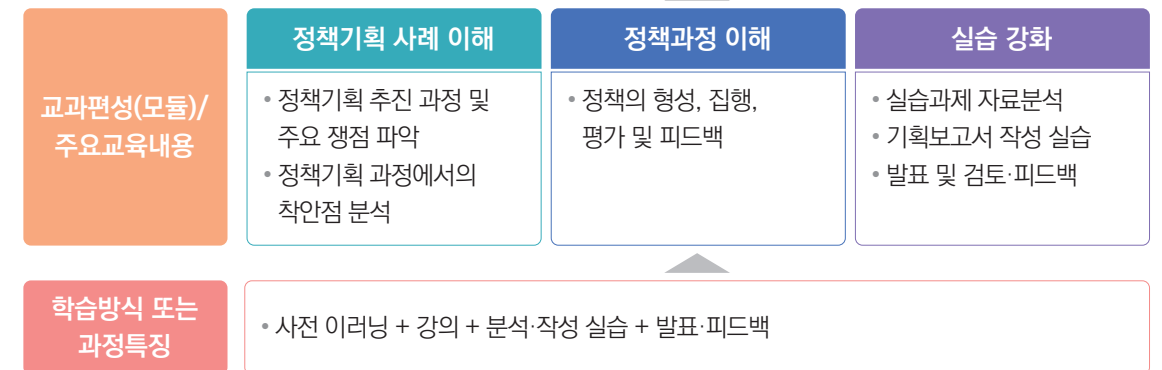 교과편성(모듈)/
주요교육내용
정책기획 사례 이해
• 정책기획 추진 과정 및
주요 쟁점 파악
• 정책기획 과정에서의
착안점 분석
정책과정 이해
• 정책의 형성, 집행,
평가 및 피드백
실습 강화
• 실습과제 자료분석
• 기획보고서 작성 실습
• 발표 및 검토·피드백
학습방식 또는
과정특징
• 사전 이러닝 + 강의 + 분석·작성 실습 + 발표·피드백